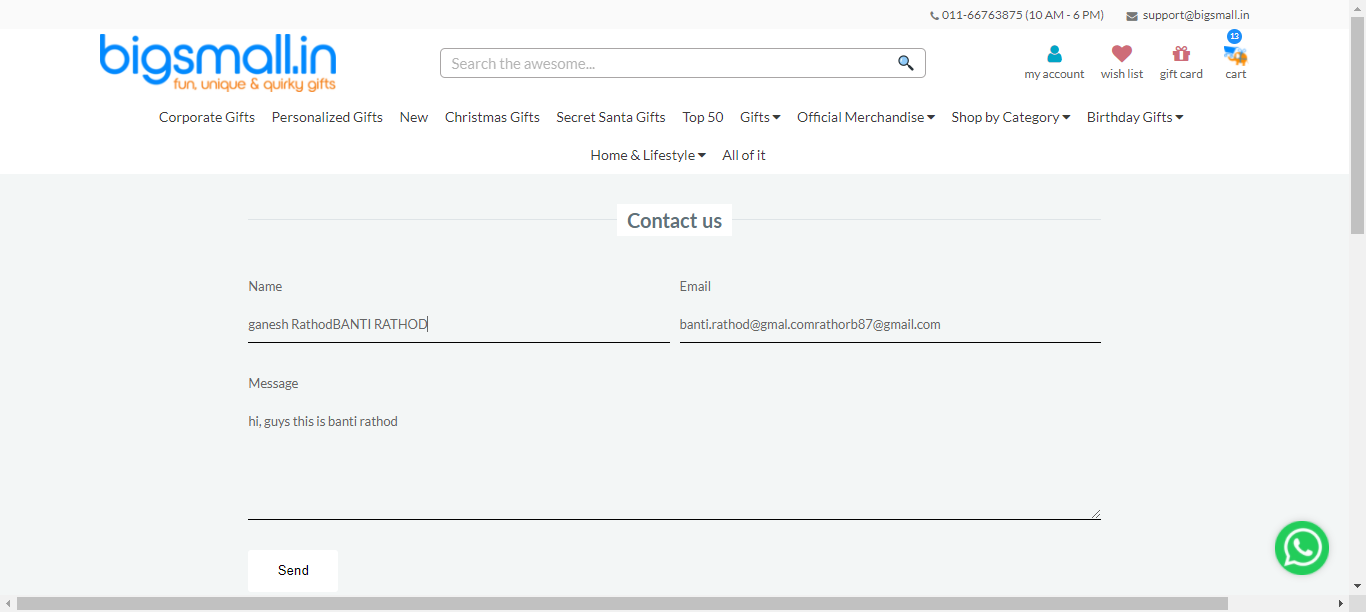 011-66763875 (10 AM - 6 PM) support@bigsmall.in
bigsmall.in
fun, unique & quirky gifts
Search the awesome...
13
my account wish list gift card cart
Corporate Gifts Personalized Gifts New Christmas Gifts Secret Santa Gifts Top 50 Gifts Official Merchandise Shop by Category Birthday Gifts
Home & Lifestyle All of it
Contact us
Name Email
ganesh RathodBANTI RATHOD banti.rathod@gmal.comrathorb87@gmail.com
Message
hi, guys this is banti rathod
Send